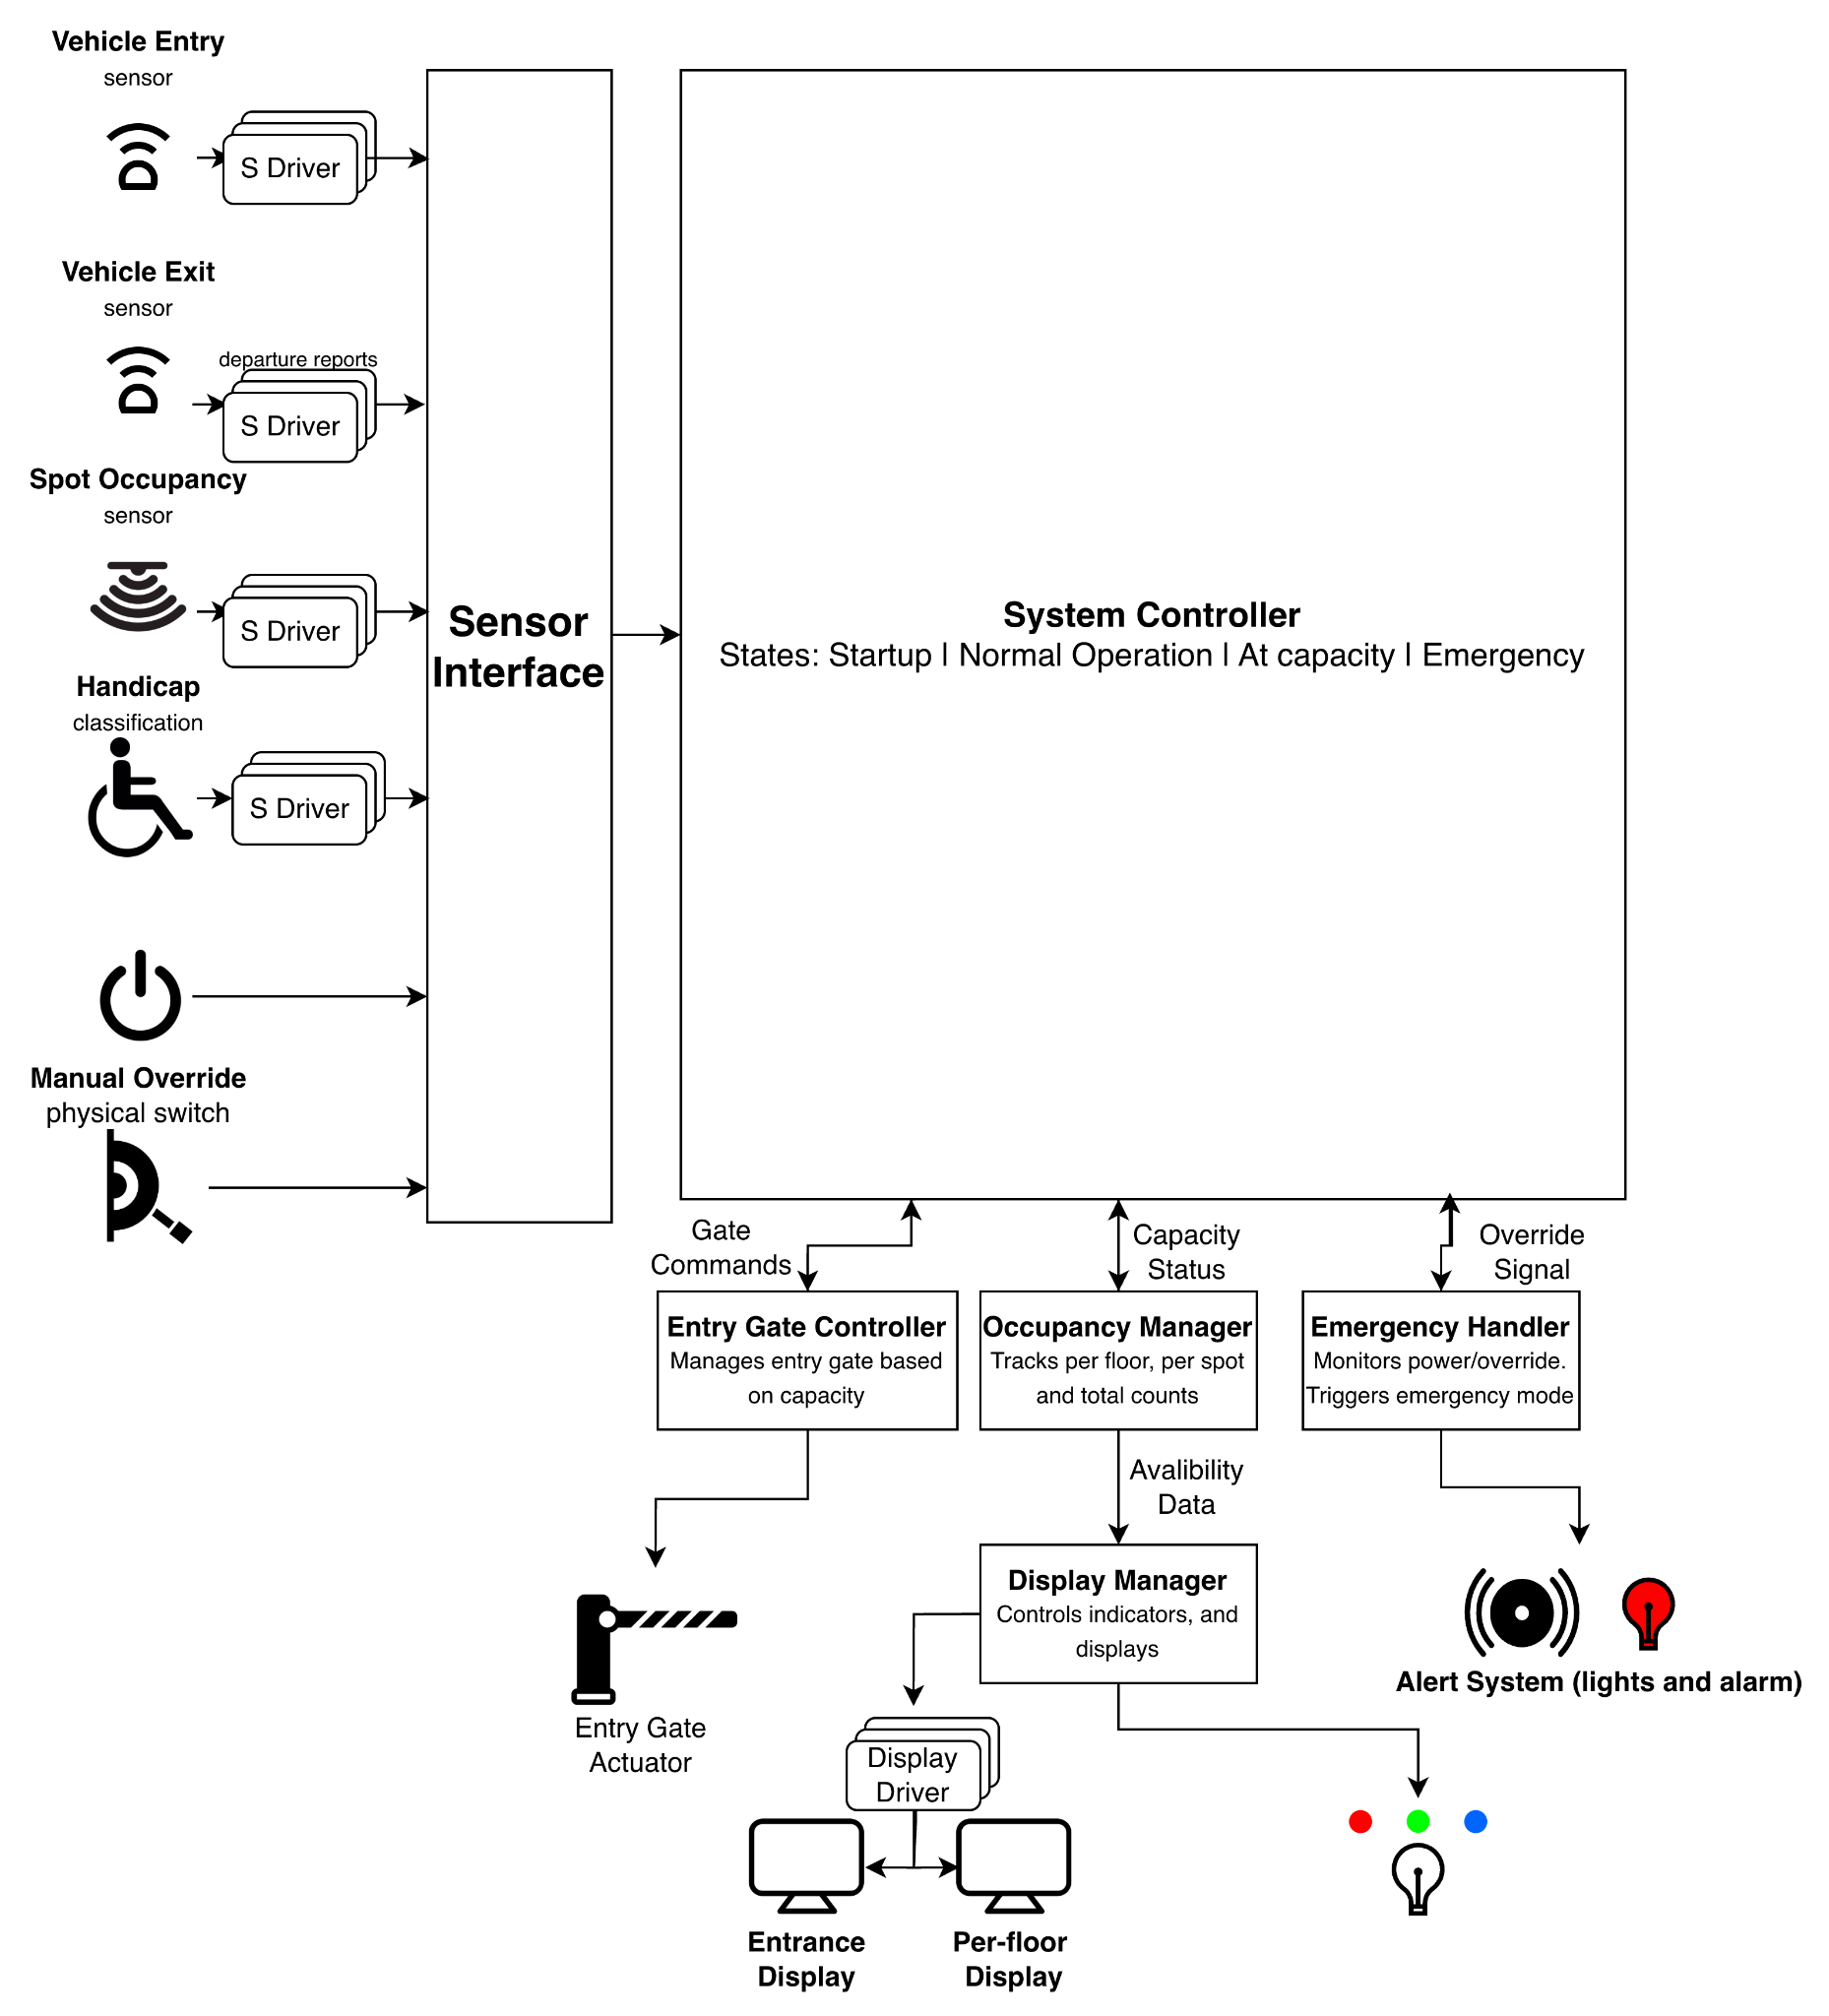 Vehicle Entry
sensor
S Driver
Vehicle Exit
sensor
departure reports
S Driver
Spot Occupancy
sensor
S Driver
Handicap
classification
S Driver
Manual Override
physical switch
Sensor
Interface
System Controller
States: Startup | Normal Operation | At capacity | Emergency
Gate
Commands
Capacity
Status
Override
Signal
Entry Gate Controller
Manages entry gate based
on capacity
Occupancy Manager
Tracks per floor, per spot
and total counts
Emergency Handler
Monitors power/override.
Triggers emergency mode
Avalibility
Data
Display Manager
Controls indicators, and
displays
Alert System (lights and alarm)
Entry Gate
Actuator
Display
Driver
Entrance
Display
Per-floor
Display